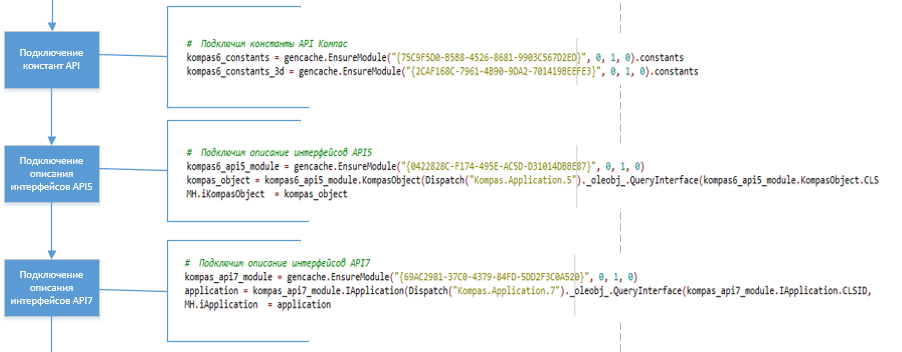 Подключение
констант API
# Подключим константы API Компас
kompas6_constants = gencache.EnsureModule("{75C9F5D0-B5B8-4526-8681-9903C567D2ED}", 0, 1, 0).constants
kompas6_constants_3d = gencache.EnsureModule("{2CAF168C-7961-4B90-9DA2-701419BEEFE3}", 0, 1, 0).constants
Подключение
описания
интерфейсов API5
# Подключим описание интерфейсов API5
kompas6_api5_module = gencache.EnsureModule("{0422828C-F174-495E-AC5D-D31014DBBE87}", 0, 1, 0)
kompas_object = kompas6_api5_module.KompasObject(Dispatch("Kompas.Application.5")._oleobj_.QueryInterface(kompas6_api5_module.KompasObject.CLS
MH.iKompasObject = kompas_object
Подключение
описания
интерфейсов API7
# Подключим описание интерфейсов API7
kompas_api7_module = gencache.EnsureModule("{69AC2981-37C0-4379-84FD-5DD2F3C0A520}", 0, 1, 0)
application = kompas_api7_module.IApplication(Dispatch("Kompas.Application.7")._oleobj_.QueryInterface(kompas_api7_module.IApplication.CLSID,
MH.iApplication = application